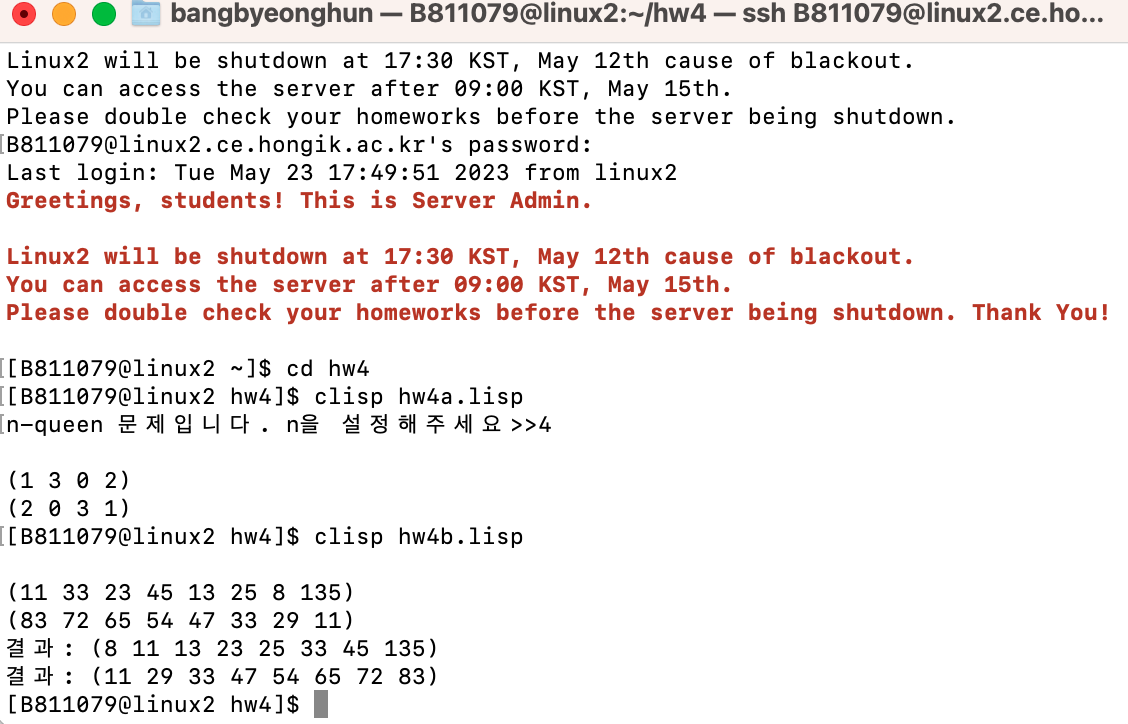 bangbyeonghun — B811079@linux2:~/hw4 — ssh B811079@linux2.ce.ho...
Linux2 will be shutdown at 17:30 KST, May 12th cause of blackout.
You can access the server after 09:00 KST, May 15th.
Please double check your homeworks before the server being shutdown.
[B811079@linux2.ce.hongik.ac.kr's password:
Last login: Tue May 23 17:49:51 2023 from linux2
Greetings, students! This is Server Admin.
Linux2 will be shutdown at 17:30 KST, May 12th cause of blackout.
You can access the server after 09:00 KST, May 15th.
Please double check your homeworks before the server being shutdown. Thank You!
[[B811079@linux2 ~]$ cd hw4
[[B811079@linux2 hw4]$ clisp hw4a.lisp
[n-queen 문제입니다. n을 설정해주세요>>4
(1 3 0 2)
(2 0 3 1)
[[B811079@linux2 hw4]$ clisp hw4b.lisp
(11 33 23 45 13 25 8 135)
(83 72 65 54 47 33 29 11)
결과: (8 11 13 23 25 33 45 135)
결과: (11 29 33 47 54 65 72 83)
[B811079@linux2 hw4]$